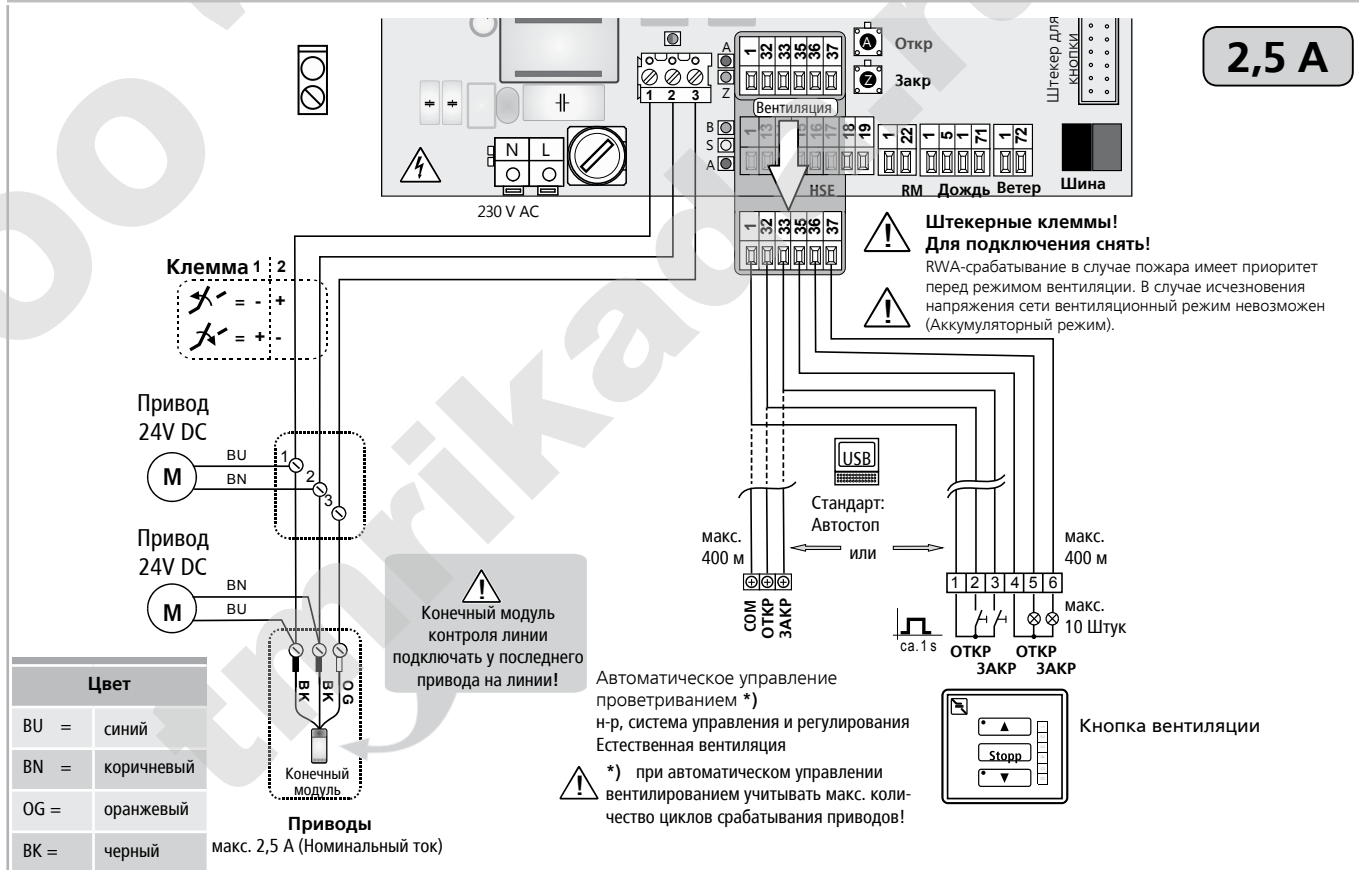 1 32 33 35 36 37
A
Z
A Откр
Z Закр
Штекер для
кнопки
2,5 A
1 2 3
Вентиляция
B
S
A
1 13 15 16 17 18 19
HSE
1 22
RM
1 5 1 71
Дождь
1 72
Ветер
Шина
N L
230 V AC
1 32 33 35 36 37
Штекерные клеммы!
Для подключения снять!
RWA-срабатывание в случае пожара имеет приоритет
перед режимом вентиляции. В случае исчезновения
напряжения сети вентиляционный режим невозможен
(Аккумуляторный режим).
Клемма 1 2
= - +
= + -
Привод
24V DC
M
BU
BN
1
2
3
Привод
24V DC
M
BN
BU
BK
BK
OG
Конечный
модуль
Приводы
макс. 2,5 А (Номинальный ток)
Конечный модуль
контроля линии
подключать у последнего
привода на линии!
USB
Стандарт:
Автостоп
или
макс.
400 м
COM
ОТКР
ЗАКР
макс.
400 м
1 2 3 4 5 6
макс.
10 Штук
ca.1 s
ОТКР
ЗАКР
ОТКР
ЗАКР
Автоматическое управление
проветриванием *)
н-р, система управления и регулирования
Естественная вентиляция
*) при автоматическом управлении
вентилированием учитывать макс. коли-
чество циклов срабатывания приводов!
Stopp
Кнопка вентиляции
Цвет
BU = синий
BN = коричневый
OG = оранжевый
BK = черный